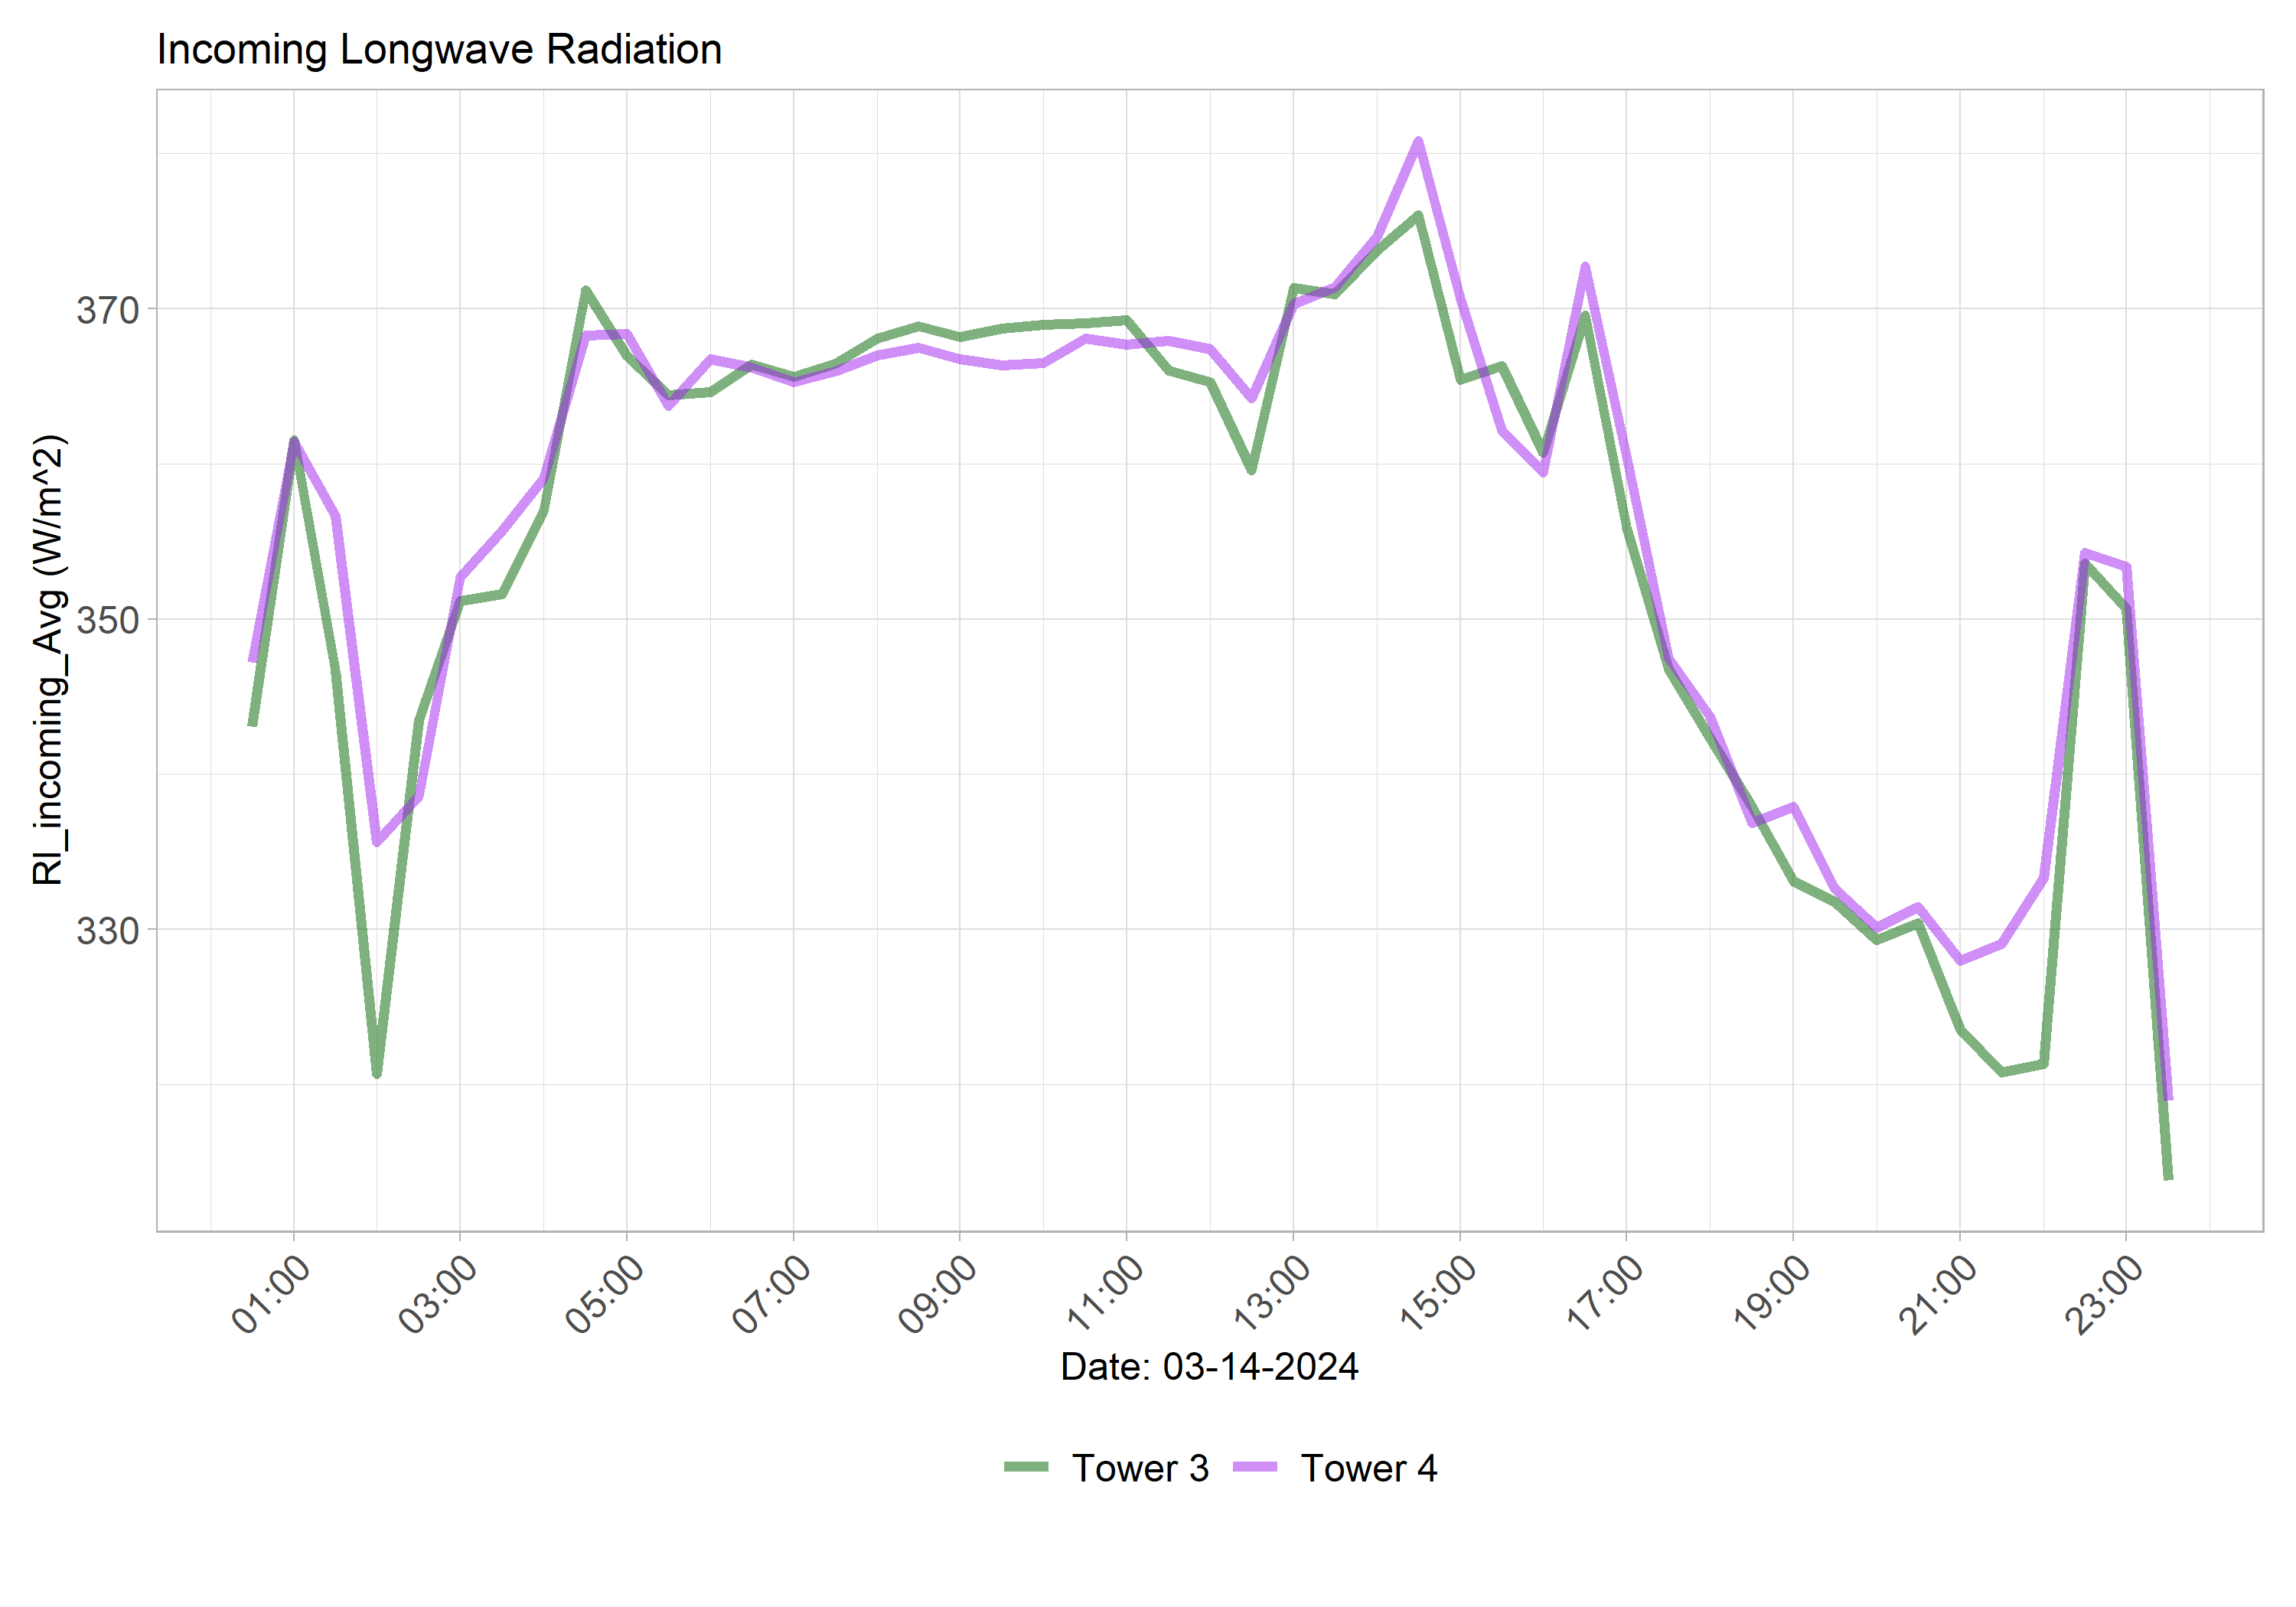 Incoming Longwave Radiation
Rl_incoming_Avg (W/m^2)
370
350
330
01:00 03:00 05:00 07:00 09:00 11:00 13:00 15:00 17:00 19:00 21:00 23:00
Date: 03-14-2024
Tower 3 Tower 4